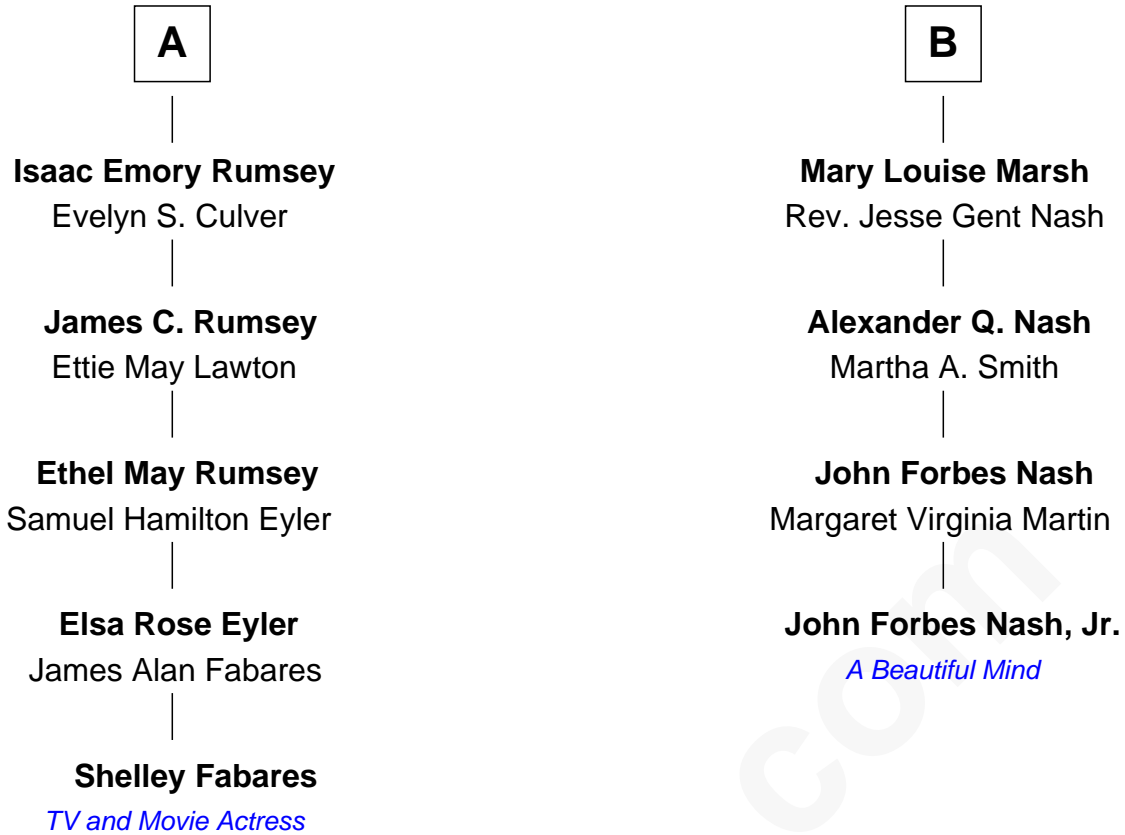 A
Isaac Emory Rumsey
Evelyn S. Culver
James C. Rumsey
Ettie May Lawton
Ethel May Rumsey
Samuel Hamilton Eyler
Elsa Rose Eyler
James Alan Fabares
Shelley Fabares
TV and Movie Actress
B
Mary Louise Marsh
Rev. Jesse Gent Nash
Alexander Q. Nash
Martha A. Smith
John Forbes Nash
Margaret Virginia Martin
John Forbes Nash, Jr.
A Beautiful Mind
com